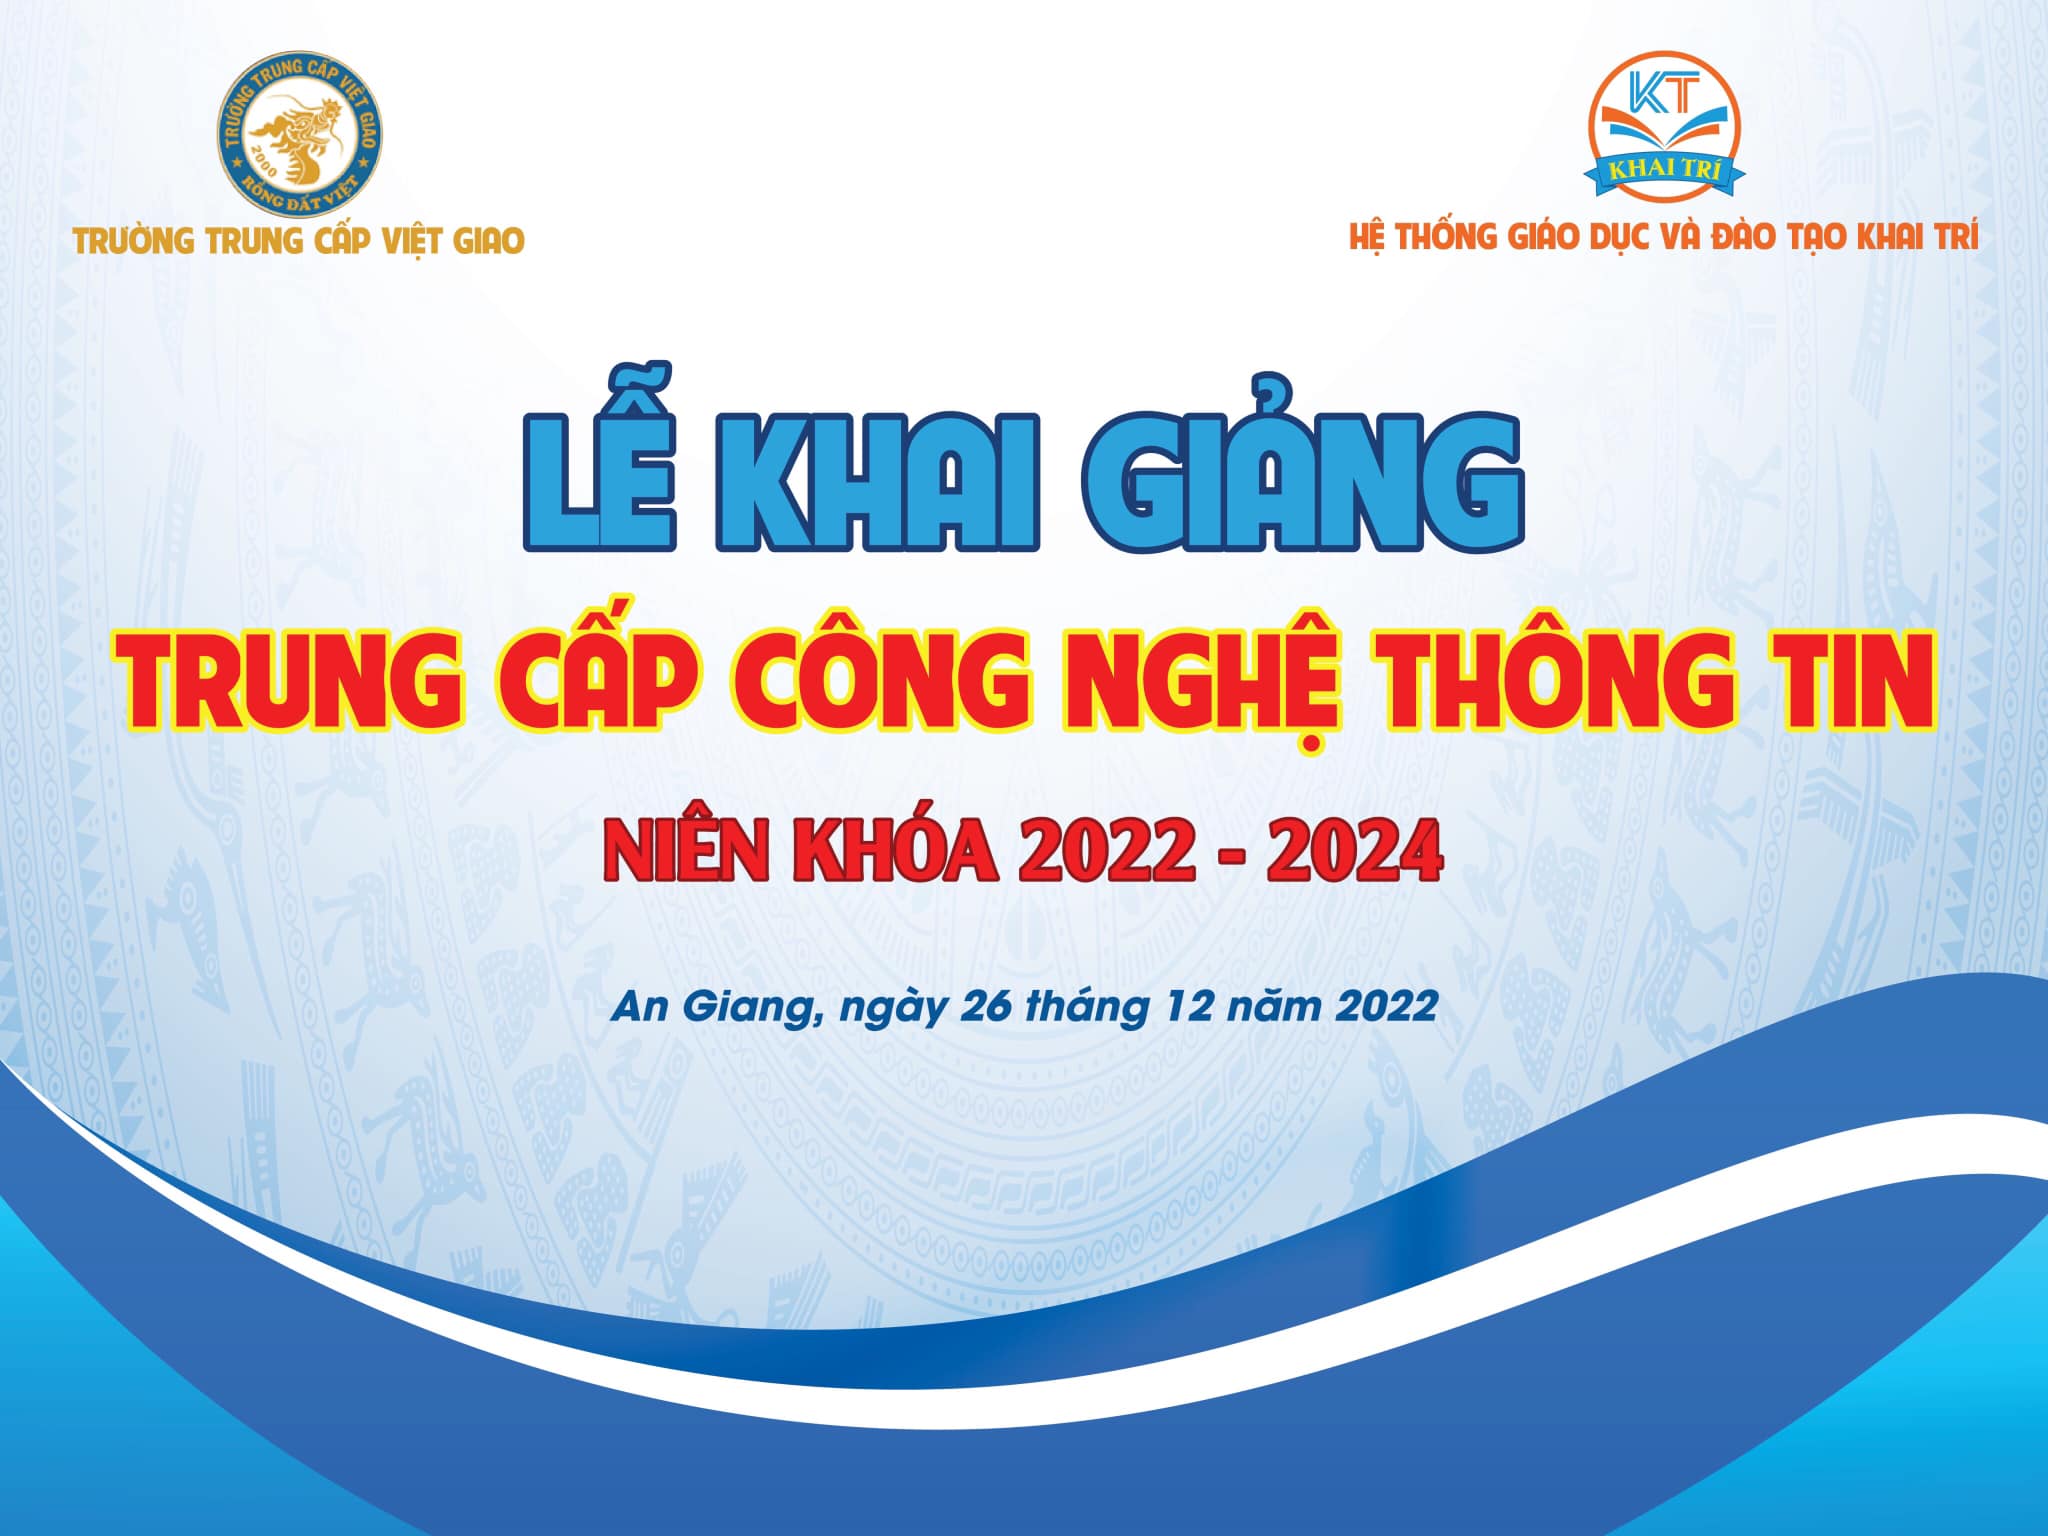 TRƯỜNG TRUNG CẤP VIỆT GIAO
2000
RỒNG ĐẤT VIỆT
TRƯỜNG TRUNG CẤP VIỆT GIAO
KT
KHAI TRÍ
HỆ THỐNG GIÁO DỤC VÀ ĐÀO TẠO KHAI TRÍ
LỄ KHAI GIẢNG
TRUNG CẤP CÔNG NGHỆ THÔNG TIN
NIÊN KHÓA 2022 - 2024
An Giang, ngày 26 tháng 12 năm 2022